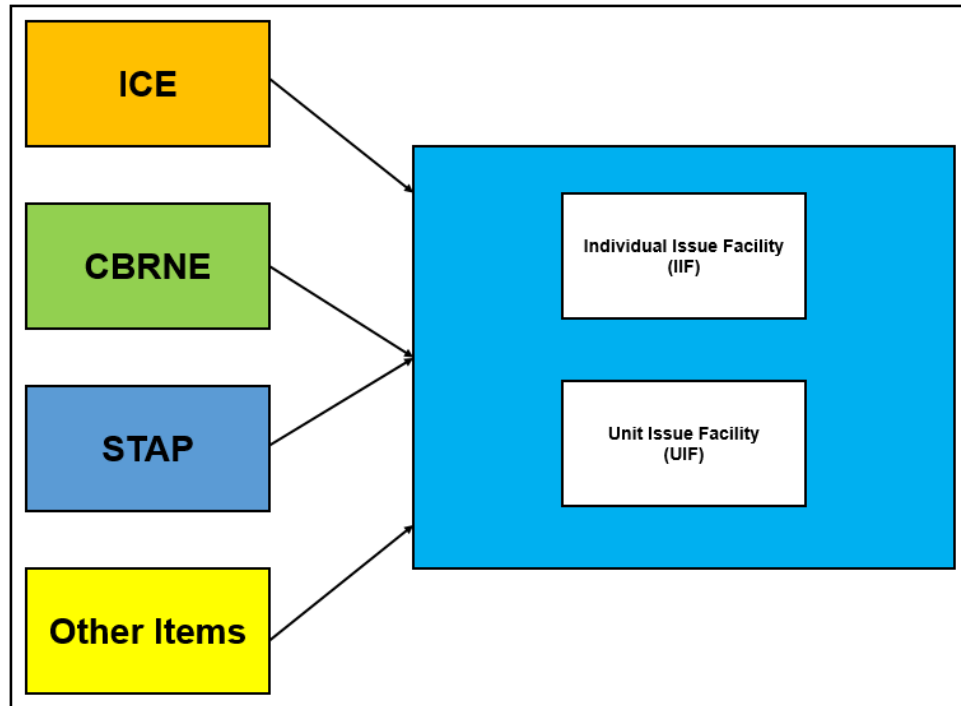 ICE
CBRNE
STAP
Other Items
Individual Issue Facility
(IIF)
Unit Issue Facility
(UIF)